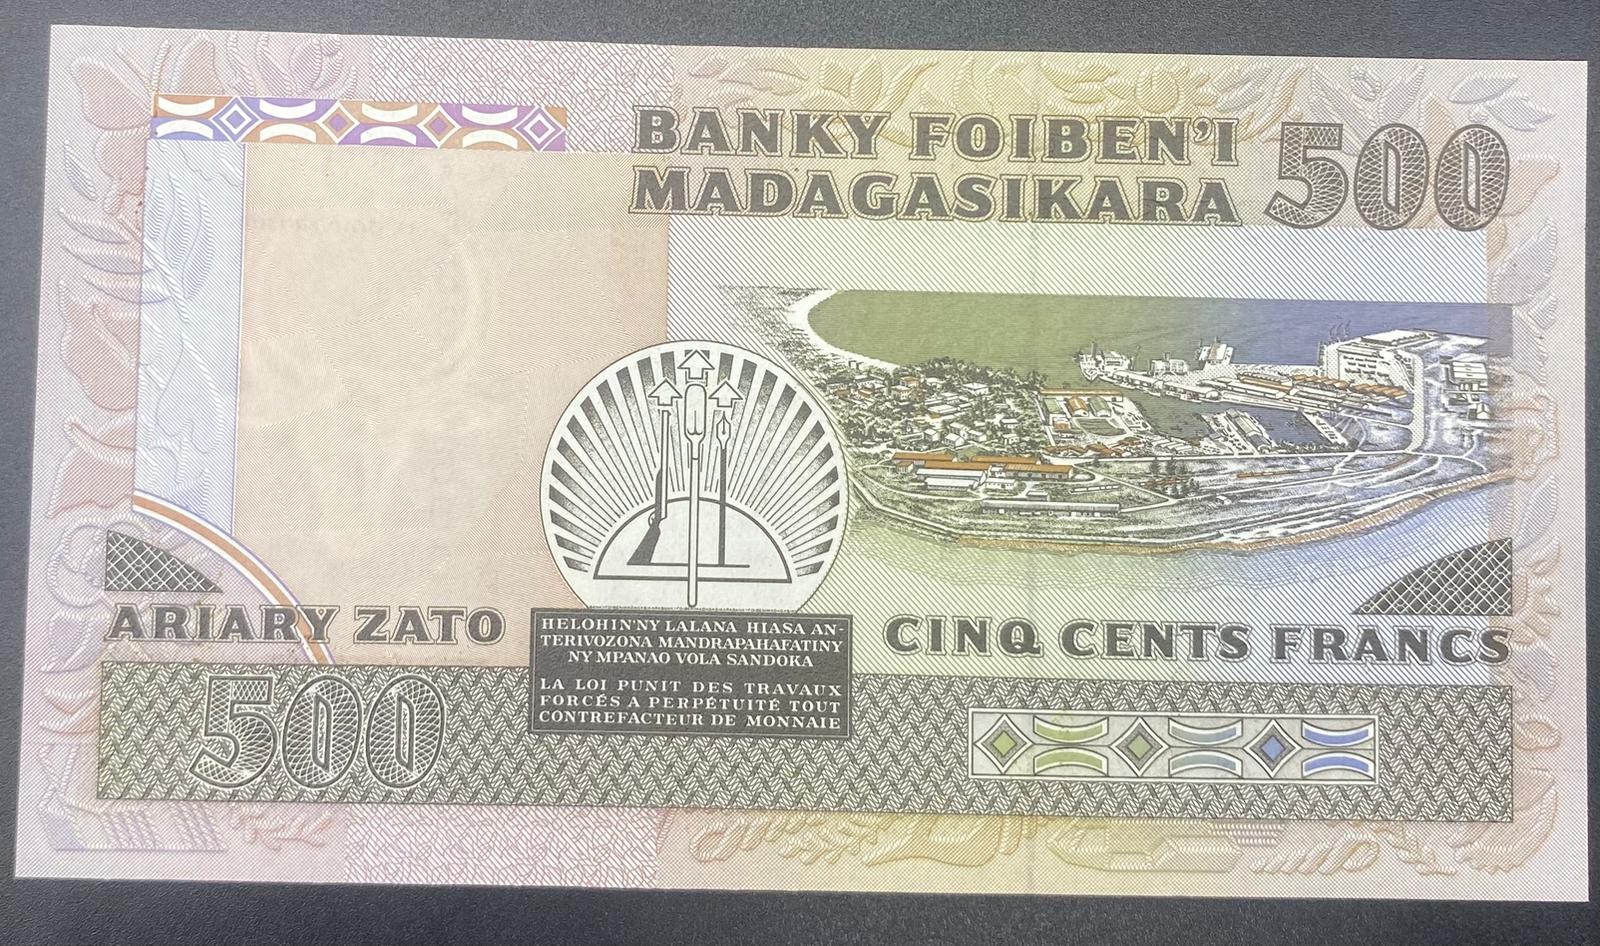 BANKY FOIBEN'I
MADAGASIKARA
500
ARIARY ZATO
CINQ CENTS FRANCS
HELOHIN'NY LALANA HIASA AN-
TERIVOZONA MANDRAPAHAFATINY
NY MPANAO VOLA SANDOKA
LA LOI PUNIT DES TRAVAUX
FORCÉS A PERPÉTUITÉ TOUT
CONTREFACTEUR DE MONNAIE
500